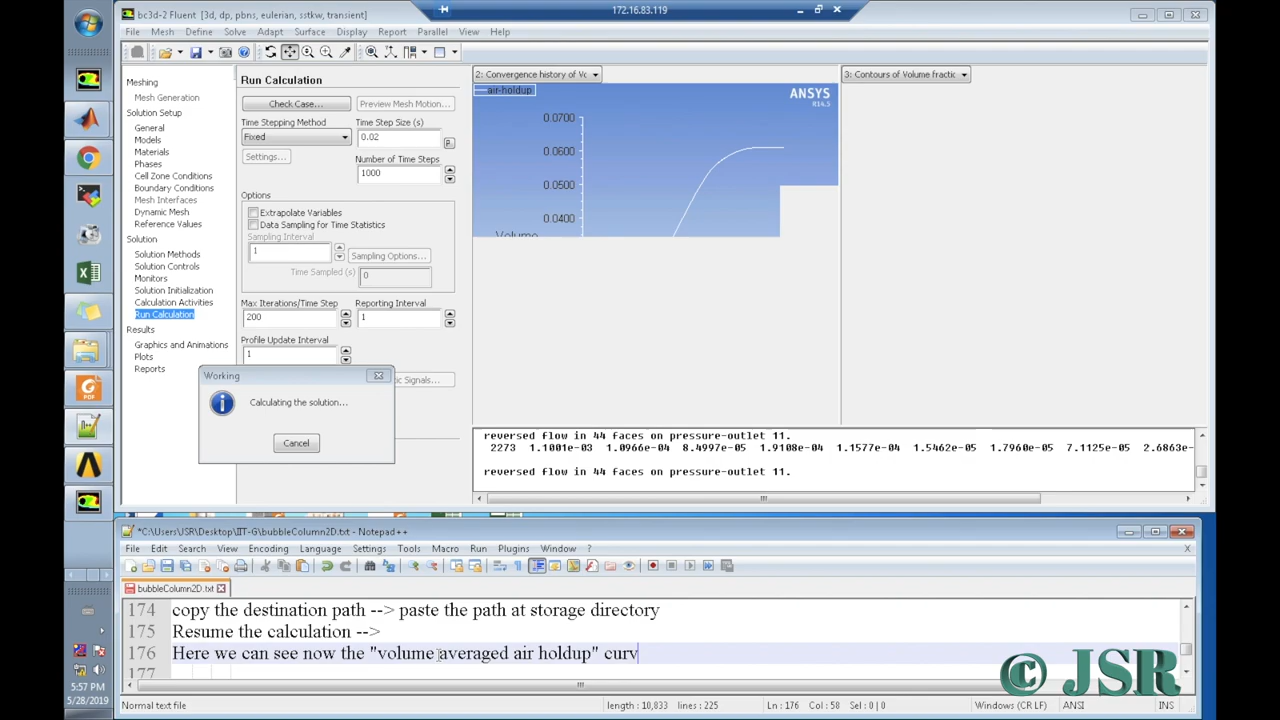 172.16.83.119
bc3d-2 Fluent [3d, dp, pbns, eulerian, sstkw, transient]
File Mesh Define Solve Adapt Surface Display Report Parallel View Help
Meshing
Mesh Generation
Solution Setup
General
Models
Materials
Phases
Cell Zone Conditions
Boundary Conditions
Mesh Interfaces
Dynamic Mesh
Reference Values
Solution
Solution Methods
Solution Controls
Monitors
Solution Initialization
Calculation Activities
Run Calculation
Results
Graphics and Animations
Plots
Reports
Run Calculation
Check Case... Preview Mesh Motion...
Time Stepping Method Time Step Size (s)
Fixed 0.02
Settings... Number of Time Steps
1000
Options
Extrapolate Variables
Data Sampling for Time Statistics
Sampling Interval
1 Sampling Options...
Time Sampled (s) 0
Max Iterations/Time Step Reporting Interval
200 1
Profile Update Interval
1
Signals...
Working
Calculating the solution...
Cancel
2: Convergence history of Vc
3: Contours of Volume fractic
air-holdup
ANSYS
R14.5
0.0700
0.0600
0.0500
0.0400
Volume
reversed flow in 44 faces on pressure-outlet 11.
2273 1.1001e-03 1.0966e-04 8.4997e-05 1.9108e-04 1.1577e-04 1.5462e-05 1.7960e-05 7.1125e-05 2.6863e-
reversed flow in 44 faces on pressure-outlet 11.
*C:\Users\JSR\Desktop\IIT-G\bubbleColumn2D.txt - Notepad++
File Edit Search View Encoding Language Settings Tools Macro Run Plugins Window ?
X
bubbleColumn2D.txt
174 copy the destination path --> paste the path at storage directory
175 Resume the calculation -->
176 Here we can see now the "volume averaged air holdup" curv
177
Normal text file length : 10,833 lines : 225 Ln : 176 Col : 58 Sel : 0 | 0 Windows (CR LF) ANSI INS
5:57 PM
5/28/2019
PDF
© JSR